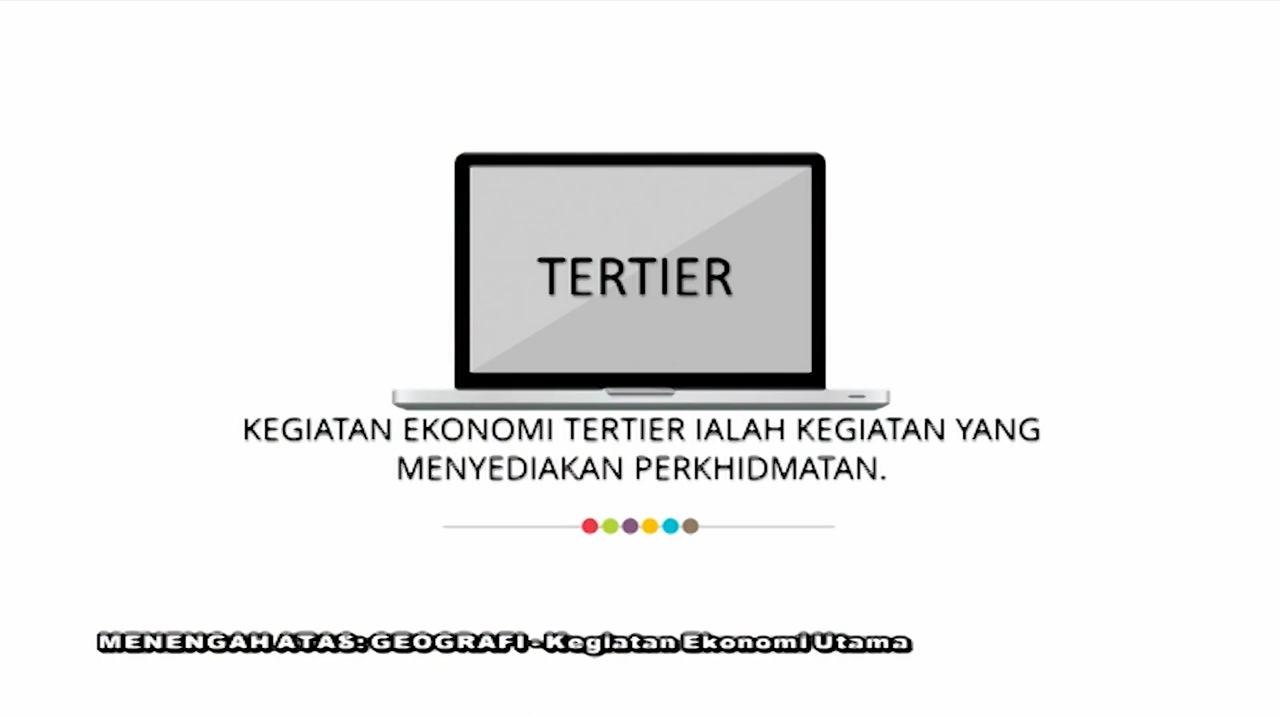 TERTIER
KEGIATAN EKONOMI TERTIER IALAH KEGIATAN YANG
MENYEDIAKAN PERKHIDMATAN.
MENENGAH ATAS: GEOGRAFI - Kegiatan Ekonomi Utama